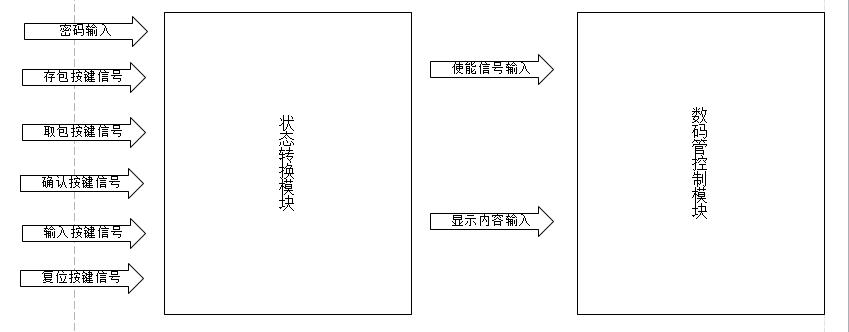 密码输入
存包按键信号
取包按键信号
确认按键信号
输入按键信号
复位按键信号
状态转换模块
使能信号输入
显示内容输入
数码管控制模块